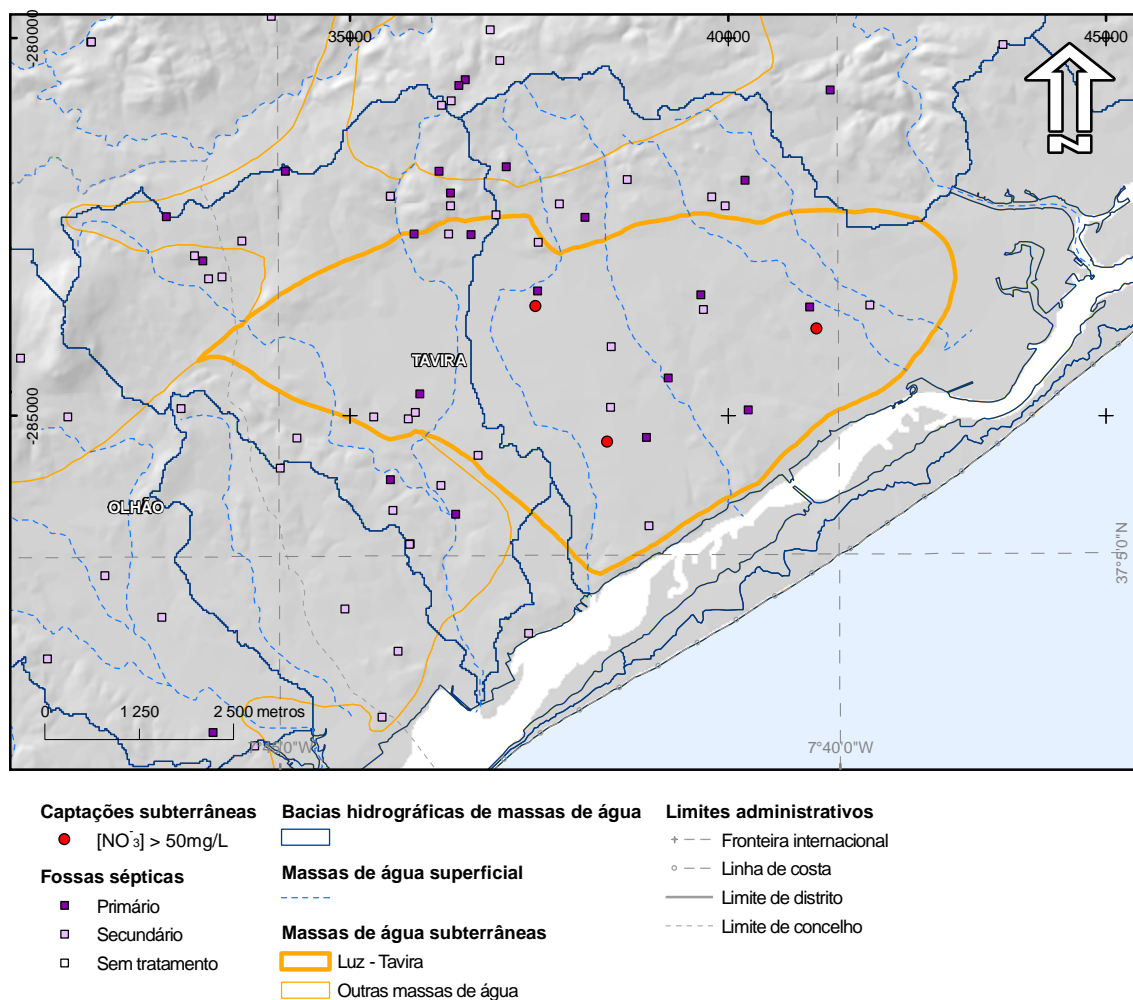 -280000
35000
40000
45000
N
TAVIRA
-285000
OLHÃO
37°5'0"N
0 1 250 2 500 metros
7°40'0"W
Captações subterrâneas
[NO-3] > 50mg/L
Fossas sépticas
Primário
Secundário
Sem tratamento
Bacias hidrográficas de massas de água
Massas de água superficial
Massas de água subterrâneas
Luz - Tavira
Outras massas de água
Limites administrativos
Fronteira internacional
Linha de costa
Limite de distrito
Limite de concelho